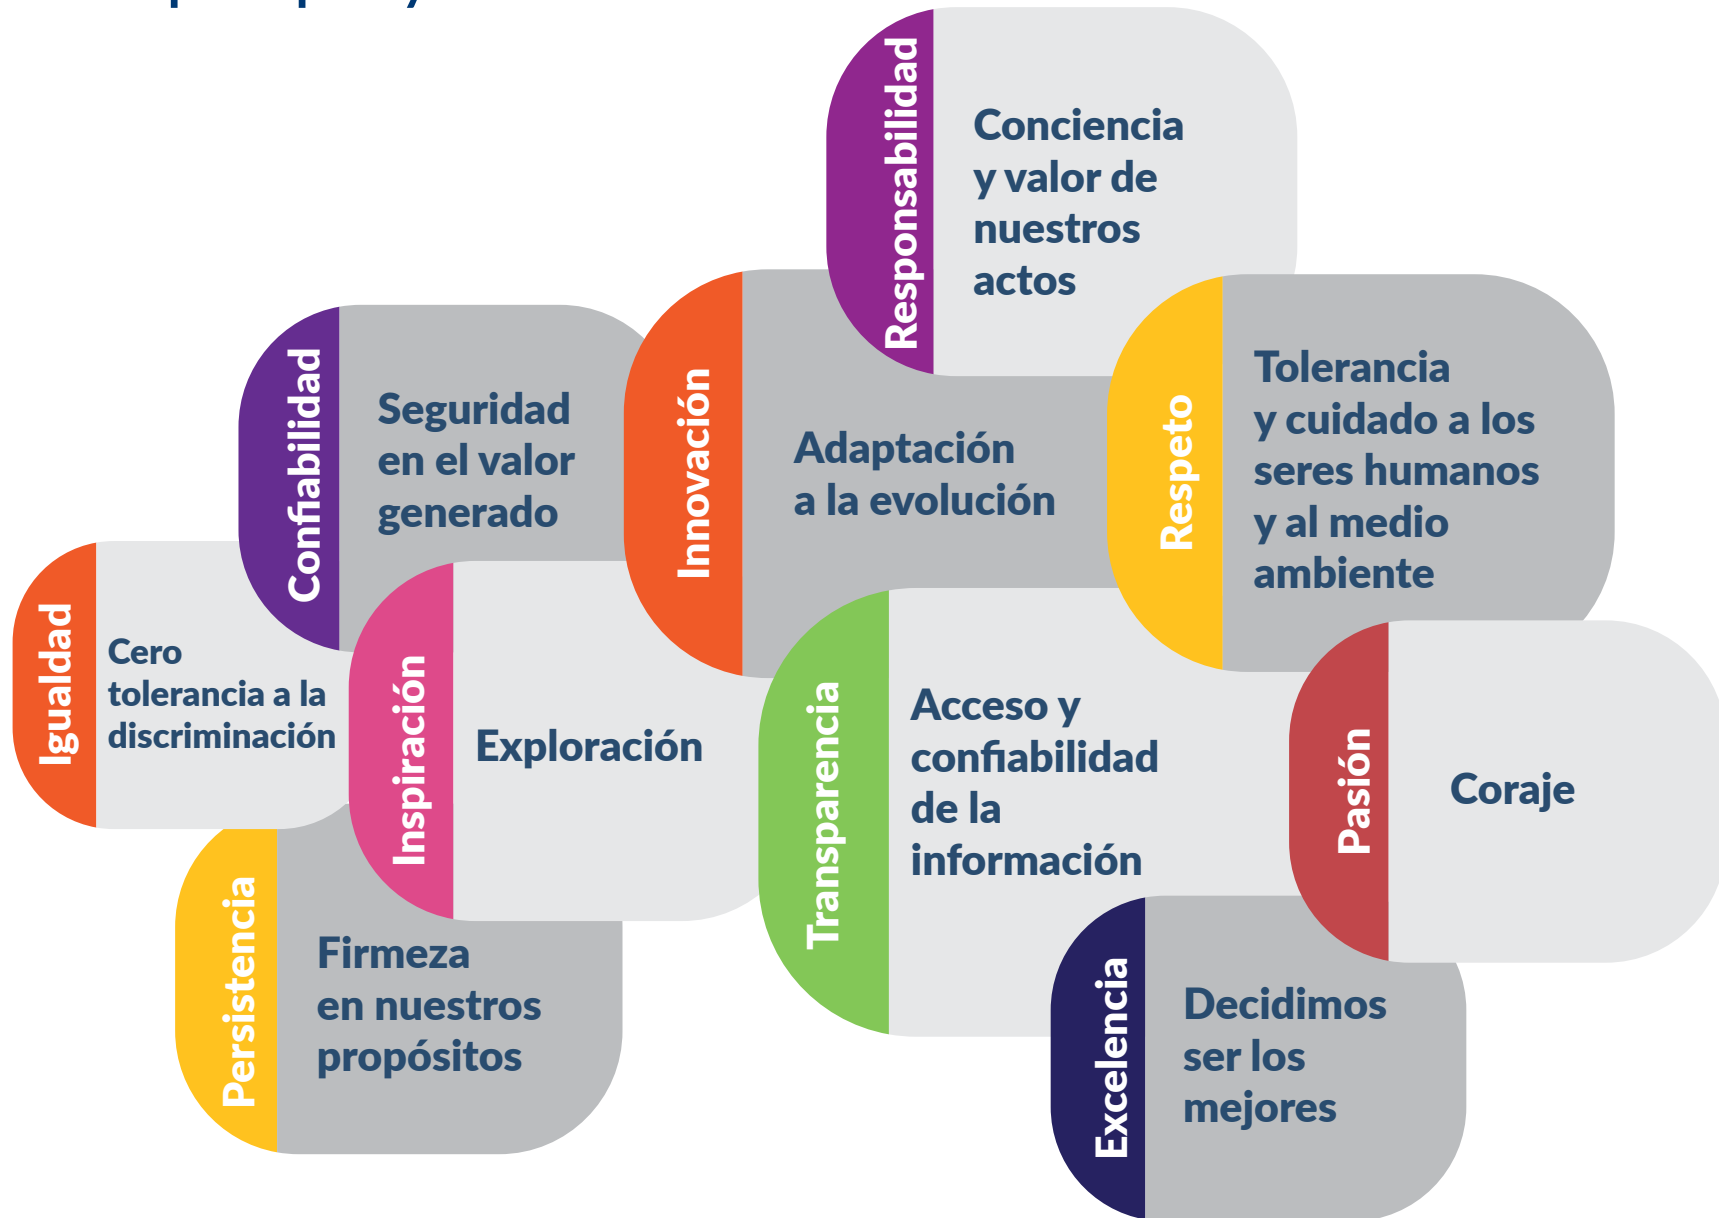 Responsabilidad
Conciencia
y valor de
nuestros
actos
Confiabilidad
Seguridad
en el valor
generado
Innovación
Adaptación
a la evolución
Respeto
Tolerancia
y cuidado a los
seres humanos
y al medio
ambiente
Igualdad
Cero
tolerancia a la
discriminación
Inspiración
Exploración
Transparencia
Acceso y
confiabilidad
de la
información
Pasión
Coraje
Persistencia
Firmeza
en nuestros
propósitos
Excelencia
Decidimos
ser los
mejores